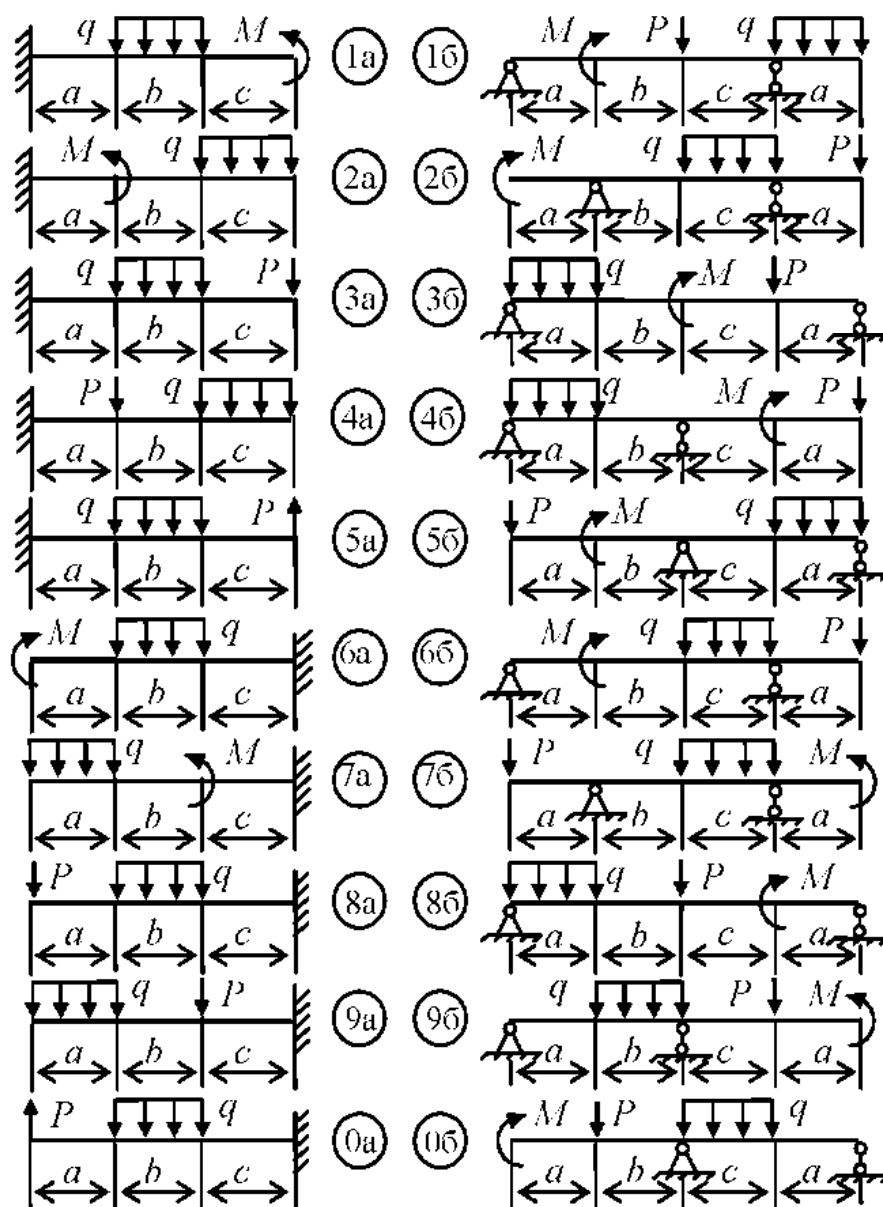 q M 1а 1б M P q
a b c a b c a
M q 2а 2б M q P
a b c a b c a
q P 3а 3б q M P
a b c a b c a
P q 4а 4б q M P
a b c a b c a
q P 5а 5б P M q
a b c a b c a
M q 6а 6б M q P
a b c a b c a
q M 7а 7б P q M
a b c a b c a
P q 8а 8б q P M
a b c a b c a
q P 9а 9б q P M
a b c a b c a
P q 0а 0б M P q
a b c a b c a